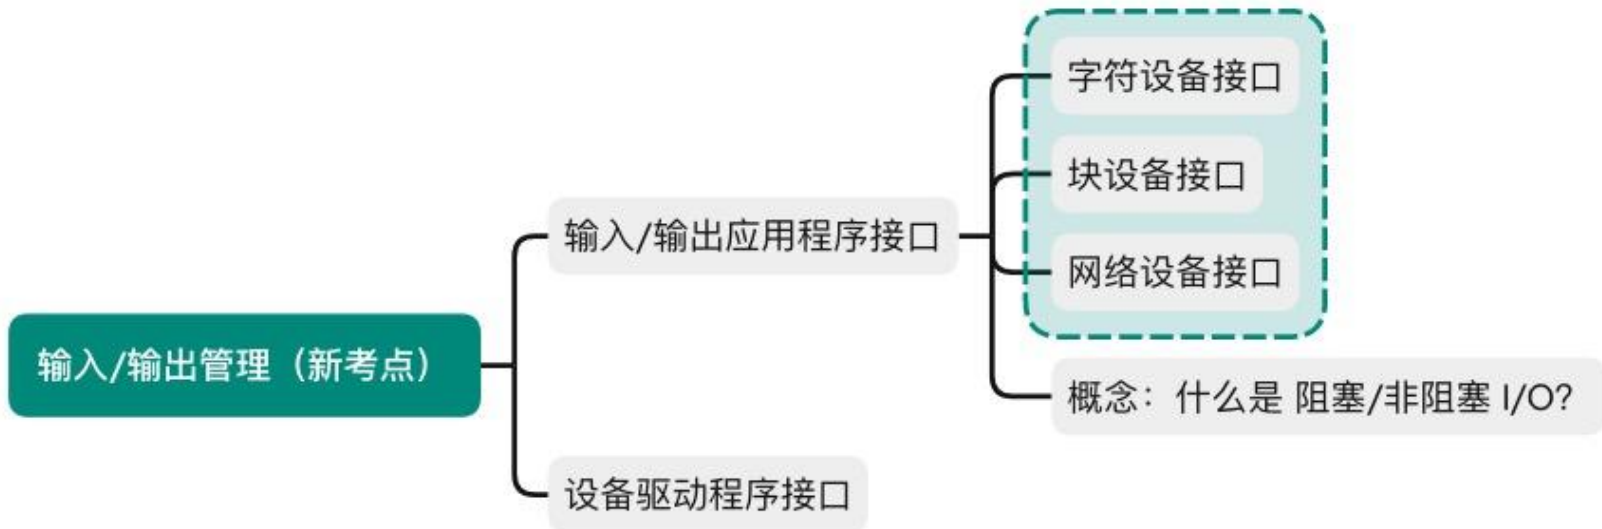 字符设备接口
块设备接口
输入/输出应用程序接口
网络设备接口
输入/输出管理（新考点）
概念：什么是 阻塞/非阻塞 I/O?
设备驱动程序接口